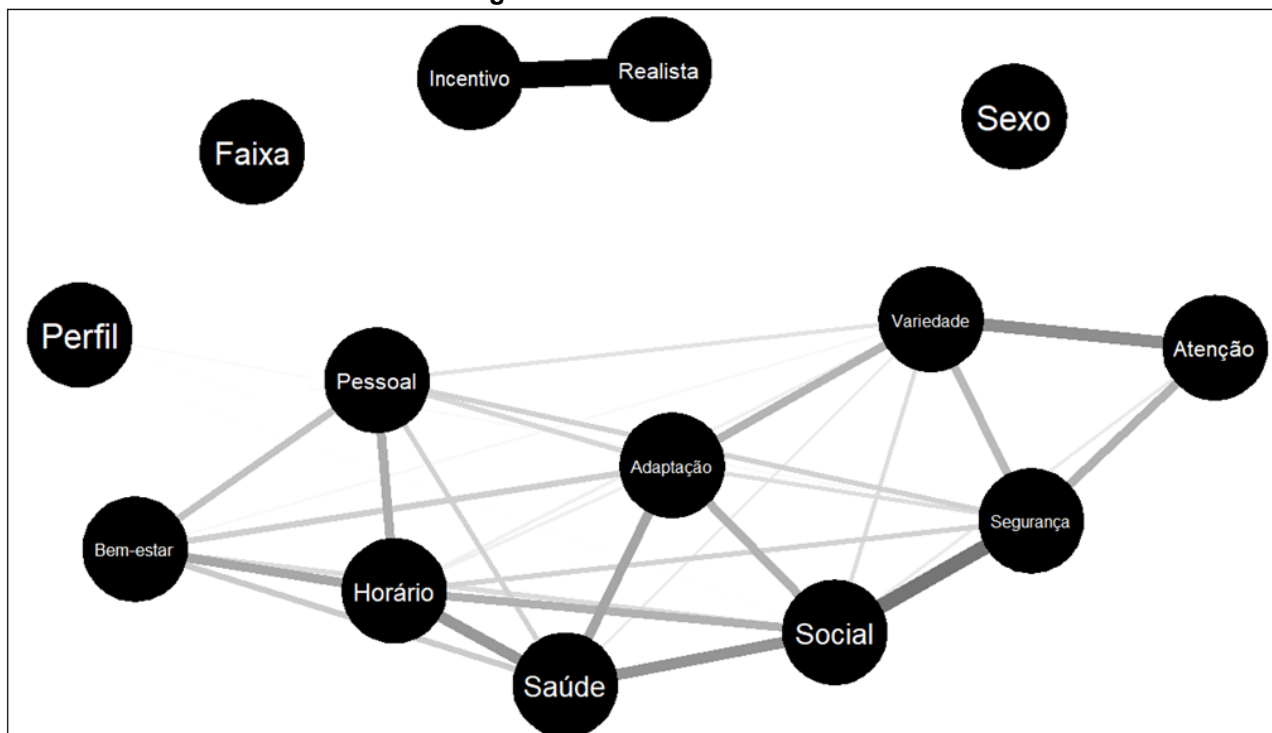 Incentivo
Realista
Sexo
Faixa
Perfil
Variedade
Atenção
Pessoal
Adaptação
Segurança
Bem-estar
Horário
Social
Saúde